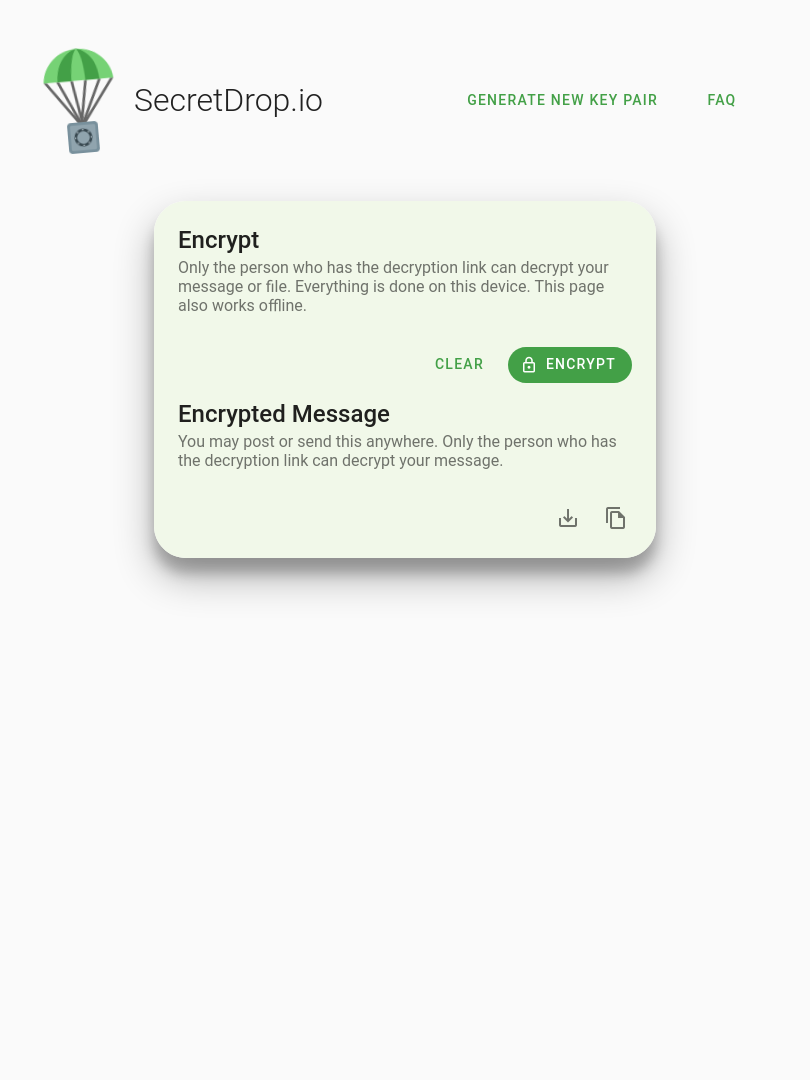 SecretDrop.io
GENERATE NEW KEY PAIR
FAQ
Encrypt
Only the person who has the decryption link can decrypt your
message or file. Everything is done on this device. This page
also works offline.
CLEAR
ENCRYPT
Encrypted Message
You may post or send this anywhere. Only the person who has
the decryption link can decrypt your message.